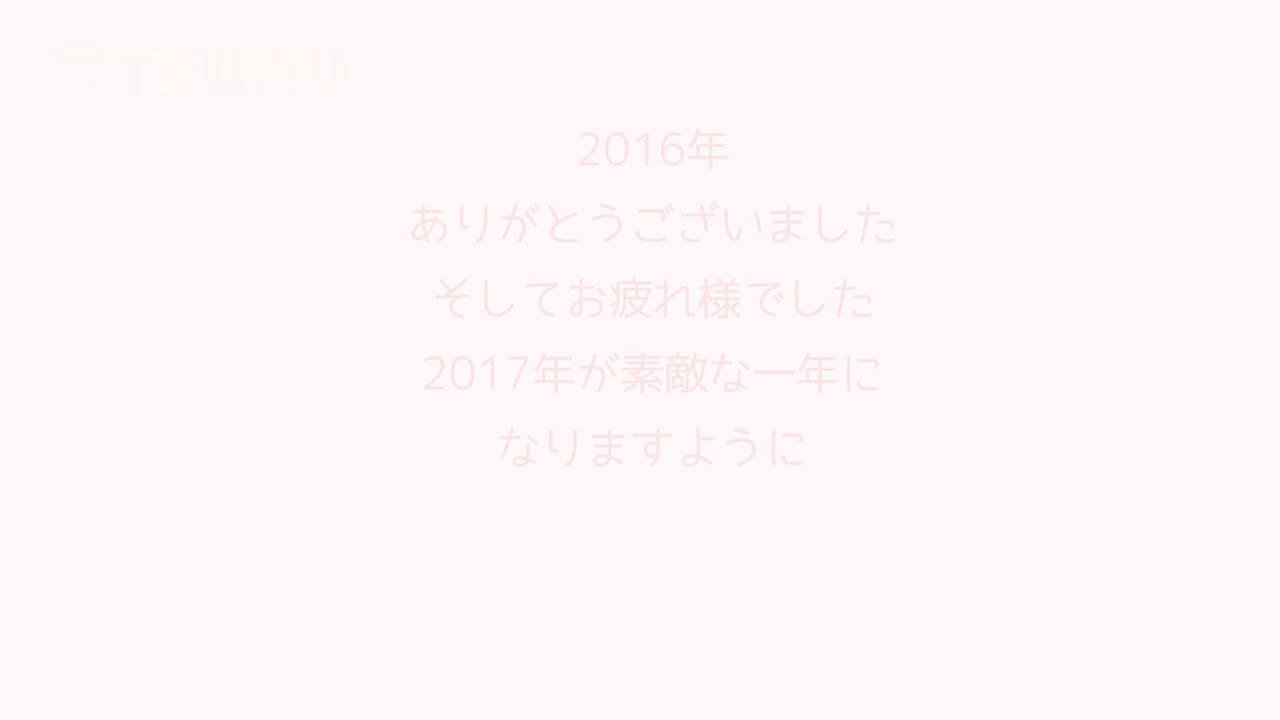 2016年
ありがとうございました
そしてお疲れ様でした
2017年が素敵な一年に
なりますように